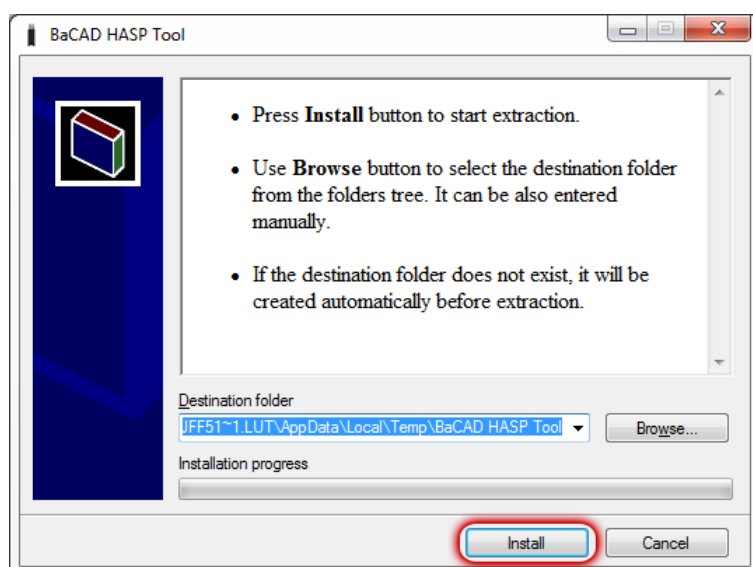 BaCAD HASP Tool
Press Install button to start extraction.
Use Browse button to select the destination folder
from the folders tree. It can be also entered
manually.
If the destination folder does not exist, it will be
created automatically before extraction.
Destination folder
JFF51~1.LUT\AppData\Local\Temp\BaCAD HASP Tool
Browse...
Installation progress
Install
Cancel